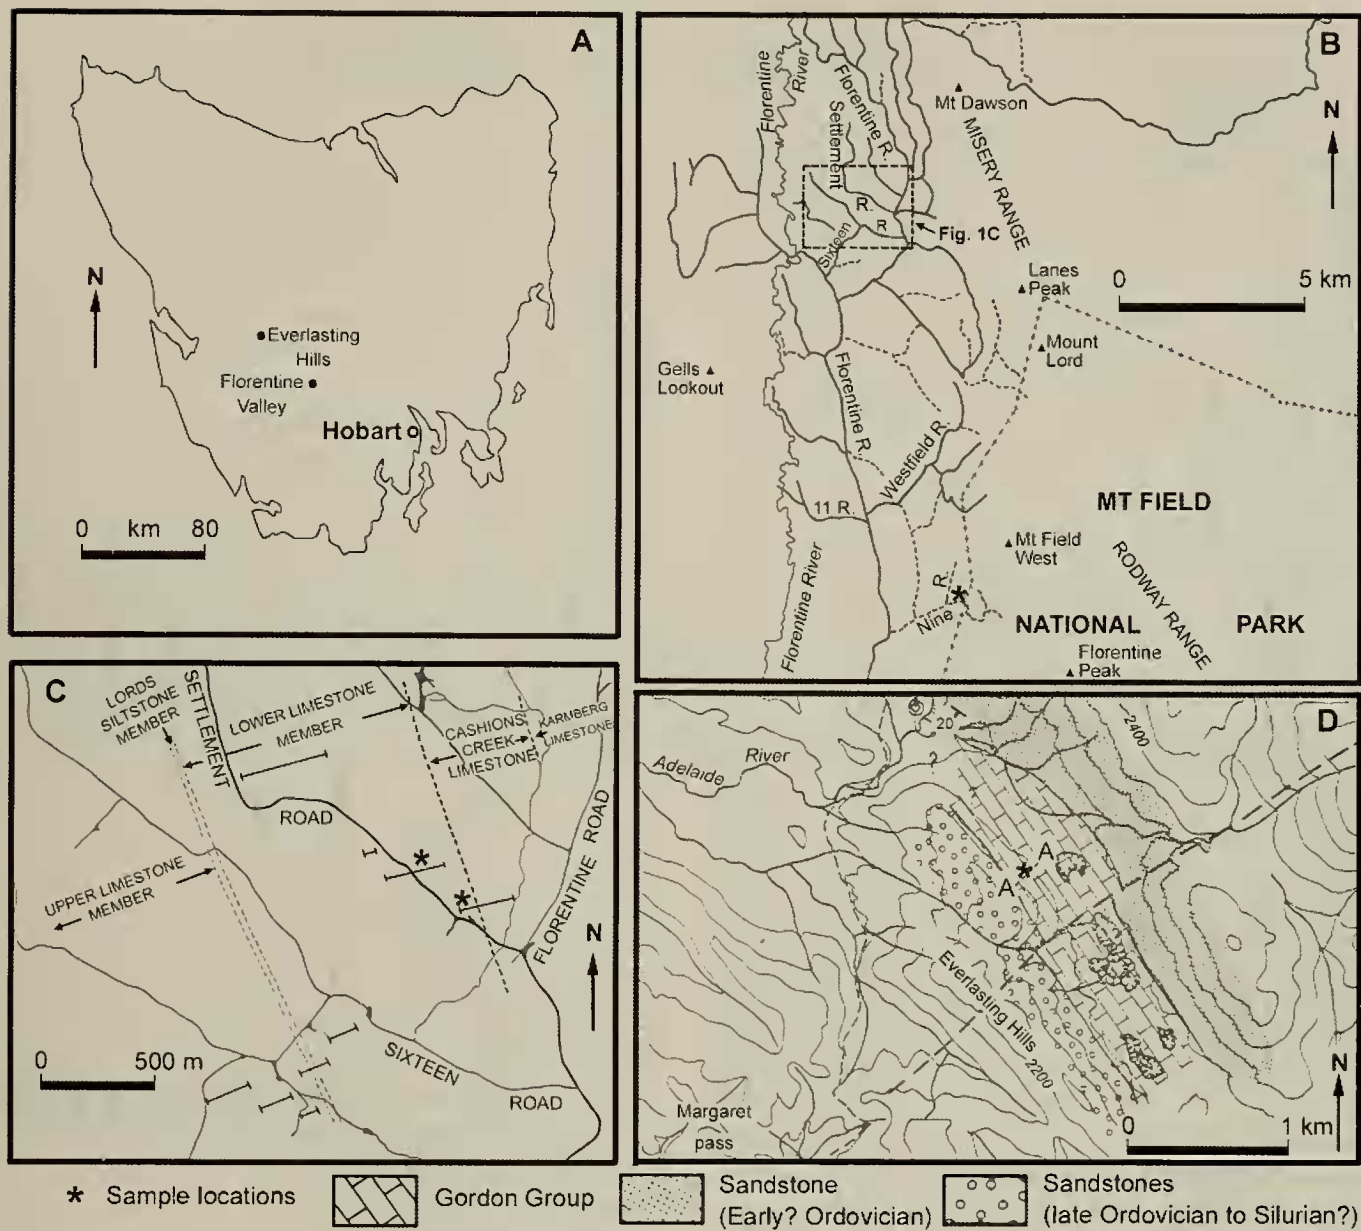 A
N
Everlasting
Hills
Florentine
Valley
Hobart
0 km 80
B
N
Florentine
River
Florentine R.
Settlement
R.
Mt Dawson
MISERY RANGE
R.
Sixteen
Fig. 1C
0 5 km
Lanes
Peak
Mount
Lord
Gells
Lookout
Florentine R.
Westfield R.
11 R.
MT FIELD
Mt Field
West
RODWAY RANGE
Florentine River
Nine R.
*
NATIONAL PARK
Florentine
Peak
C
LORDS
SILTSTONE
MEMBER
SETTLEMENT
LOWER LIMESTONE
MEMBER
CASHIONS
CREEK
LIMESTONE
KARMBERG
LIMESTONE
ROAD
*
*
UPPER LIMESTONE
MEMBER
FLORENTINE ROAD
N
0 500 m
SIXTEEN
ROAD
D
20
2400
?
Adelaide River
A
*
A
Everlasting Hills
2200
Margaret
pass
N
0 1 km
* Sample locations
Gordon Group
Sandstone
(Early? Ordovician)
Sandstones
(late Ordovician to Silurian?)